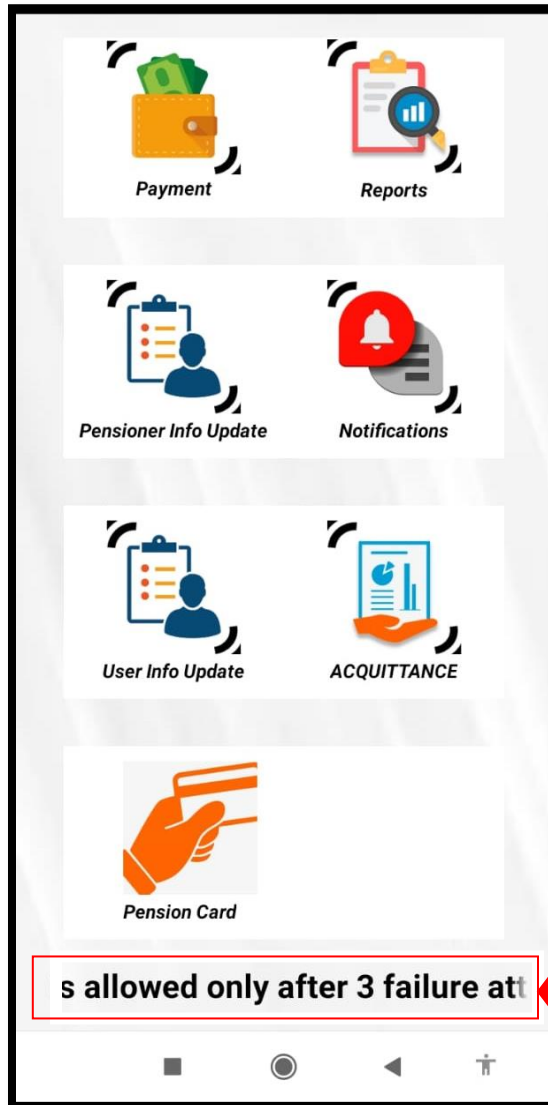 Payment
Reports
Pensioner Info Update
Notifications
User Info Update
ACQUITTANCE
Pension Card
s allowed only after 3 failure att